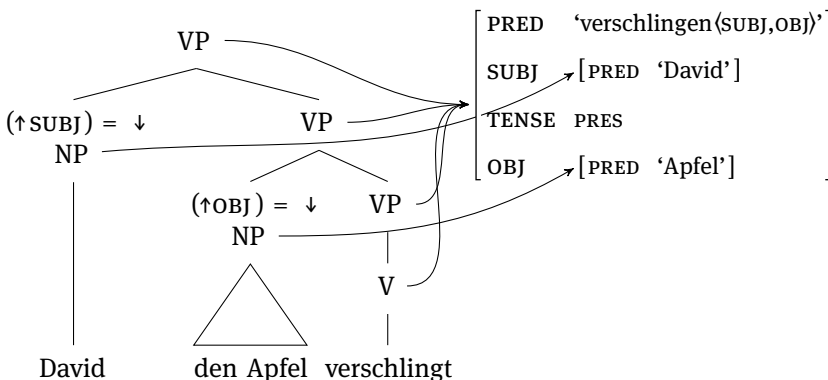 VP
(↑SUBJ) = ↓
NP
VP
(↑OBJ) = ↓
NP
VP
V
David den Apfel verschlingt
PRED ‘verschlingen⟨SUBJ,OBJ⟩’
SUBJ [PRED ‘David’]
TENSE PRES
OBJ [PRED ‘Apfel’]